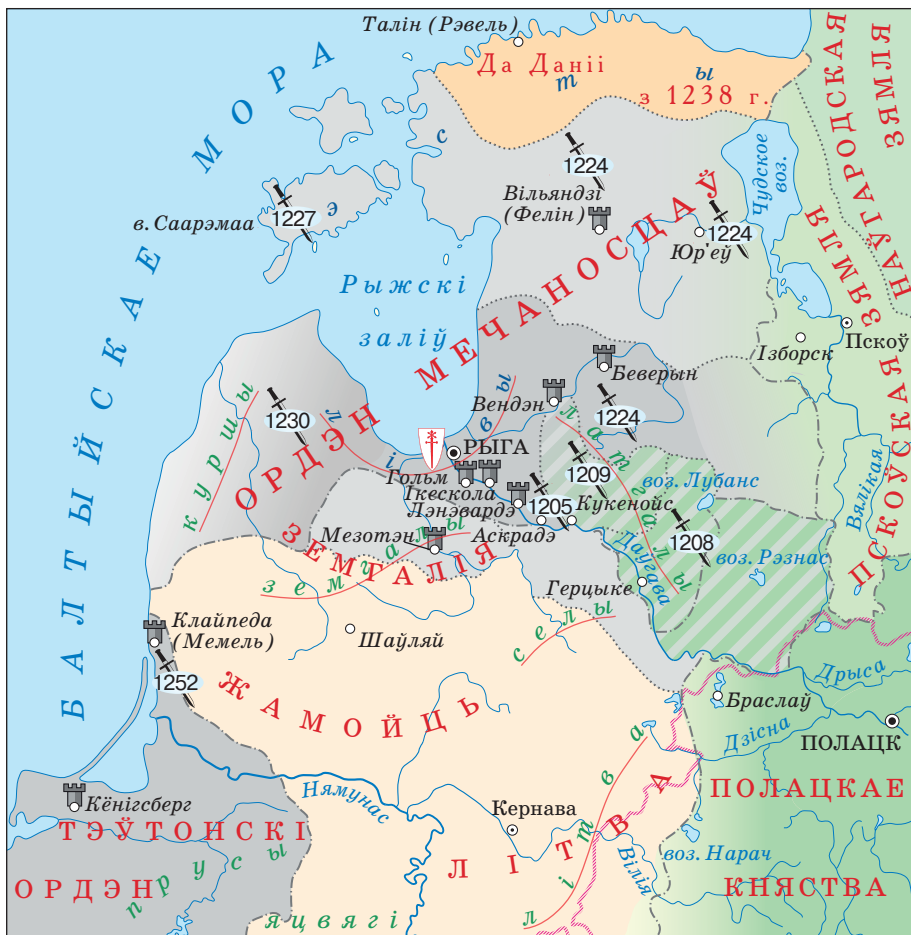 Талін (Рэвель)
Да Даніі
з 1238 г.
эсты
БАЛТЫЙСКАЕ МОРА
НАЎГАРОДСКАЯ
ЗЯМЛЯ
ПСКОЎСКАЯ ЗЯМЛЯ
Чудское
воз.
1224
Вільяндзі
(Фелін)
1224
Юр'еў
1227
в. Саарэмаа
Рыжскі
заліў
ОРДЭН МЕЧАНОСЦАЎ
Ізборск
Пскоў
Вялікая
Беверын
Вендэн
1224
куршы
1230
лівы
РЫГА
Гольм
Ікескола
Лэнэвардэ
Аскрадэ
1205
1209
Кукенойс
латгалы
воз. Лубанс
1208
воз. Рэзнас
Даўгава
Герцыке
Мезотэн
ЗЕМГАЛІЯ
земгалы
селы
Шаўляй
Клайпеда
(Мемель)
1252
ЖАМОЙЦЬ
Браслаў
Дрыса
Дзісна
ПОЛАЦК
ПОЛАЦКАЕ
КНЯСТВА
Нямунас
Кернава
Вілія
воз. Нарач
ЛІТВА
літва
Кёнігсберг
ТЭЎТОНСКІ
ОРДЭН
прусы
яцвягі